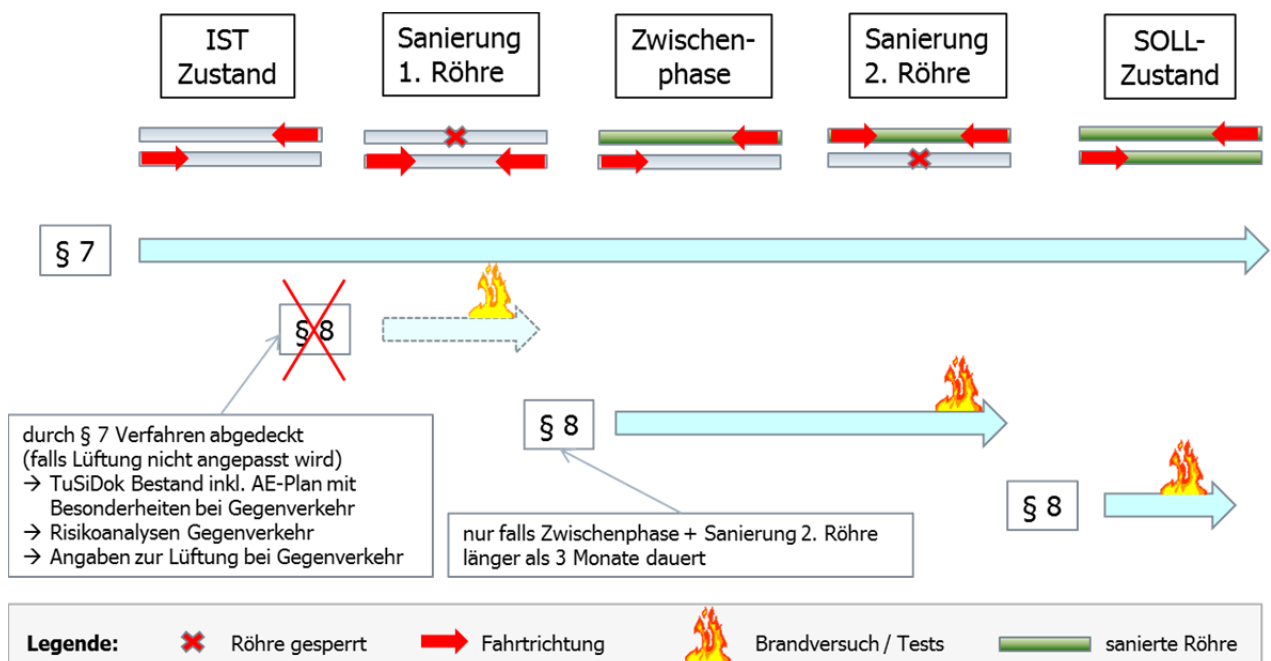 IST
Zustand
Sanierung
1. Röhre
Zwischen-
phase
Sanierung
2. Röhre
SOLL-
Zustand
§ 7
§ 8
durch § 7 Verfahren abgedeckt
(falls Lüftung nicht angepasst wird)
→ TuSiDok Bestand inkl. AE-Plan mit
Besonderheiten bei Gegenverkehr
→ Risikoanalysen Gegenverkehr
→ Angaben zur Lüftung bei Gegenverkehr
§ 8
nur falls Zwischenphase + Sanierung 2. Röhre
länger als 3 Monate dauert
§ 8
Legende: Röhre gesperrt Fahrtrichtung Brandversuch / Tests sanierte Röhre